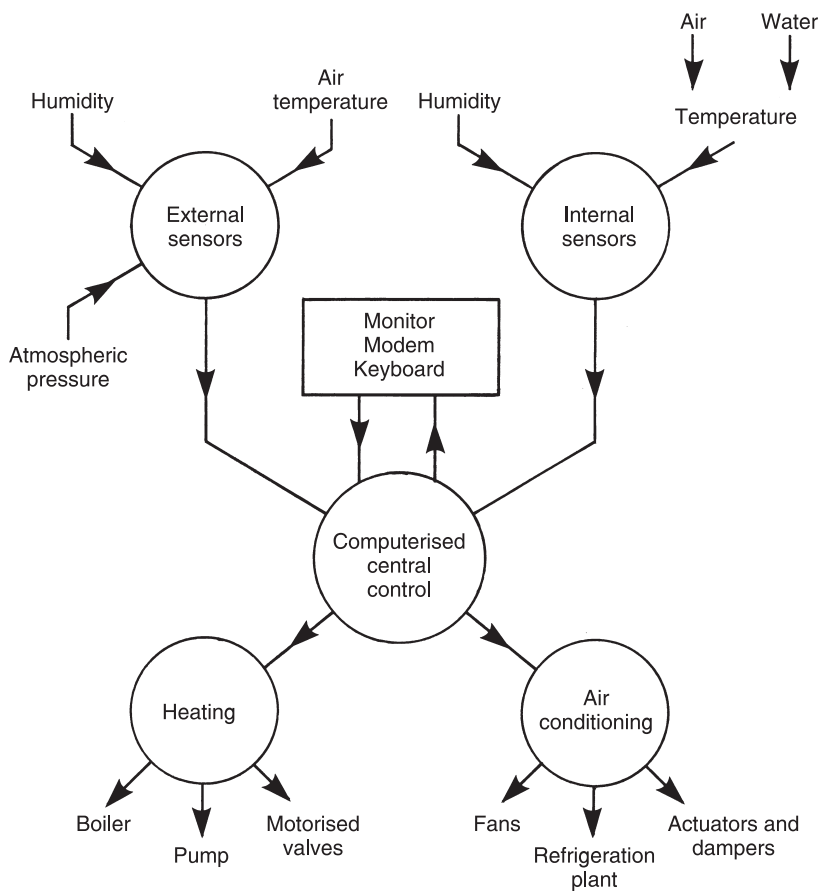 Air
Water
Humidity
Air
temperature
Humidity
Temperature
External
sensors
Internal
sensors
Atmospheric
pressure
Monitor
Modem
Keyboard
Computerised
central
control
Heating
Air
conditioning
Boiler
Pump
Motorised
valves
Fans
Refrigeration
plant
Actuators and
dampers